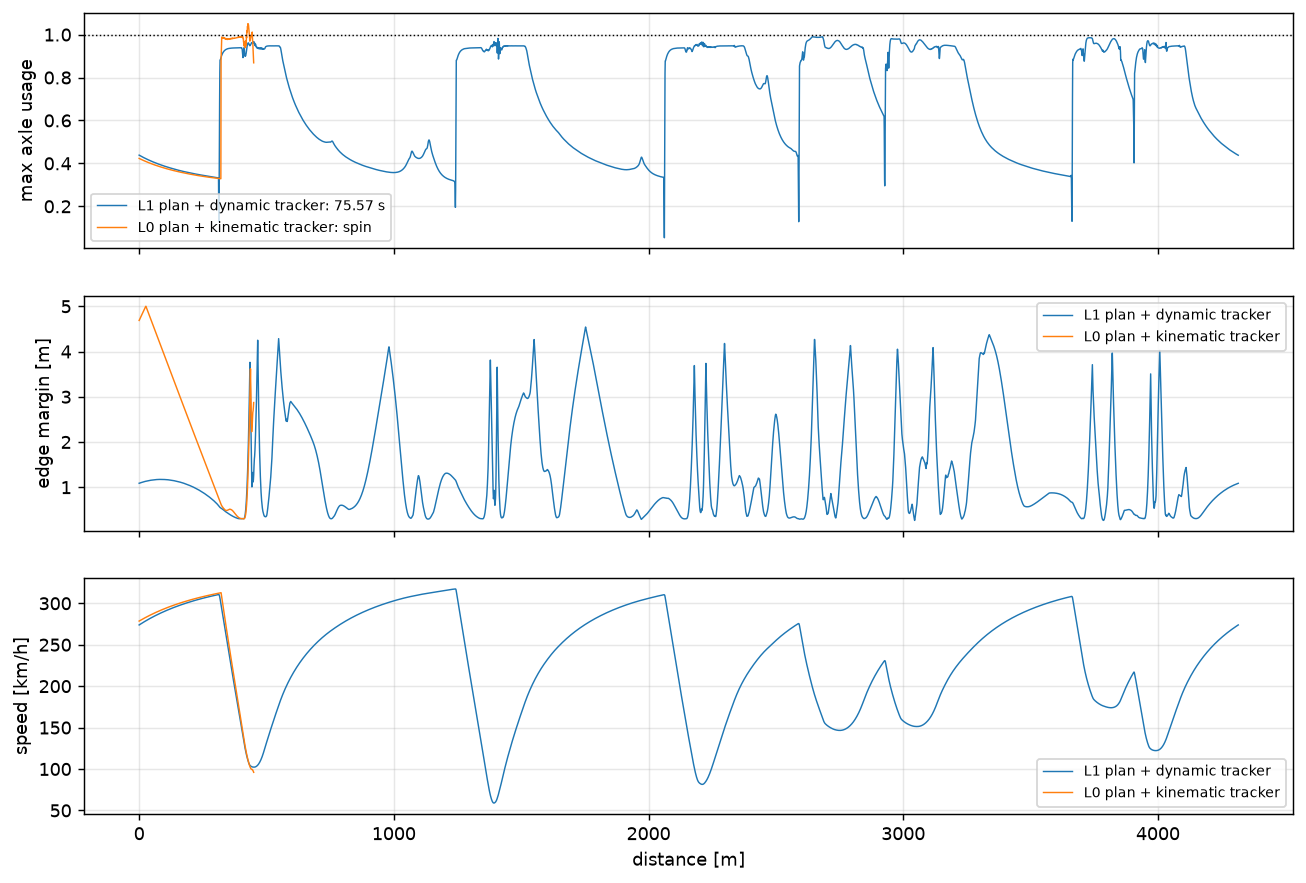 max axle usage
1.0
0.8
0.6
0.4
0.2
L1 plan + dynamic tracker: 75.57 s
L0 plan + kinematic tracker: spin
edge margin [m]
5
4
3
2
1
L1 plan + dynamic tracker
L0 plan + kinematic tracker
speed [km/h]
300
250
200
150
100
50
L1 plan + dynamic tracker
L0 plan + kinematic tracker
0 1000 2000 3000 4000
distance [m]